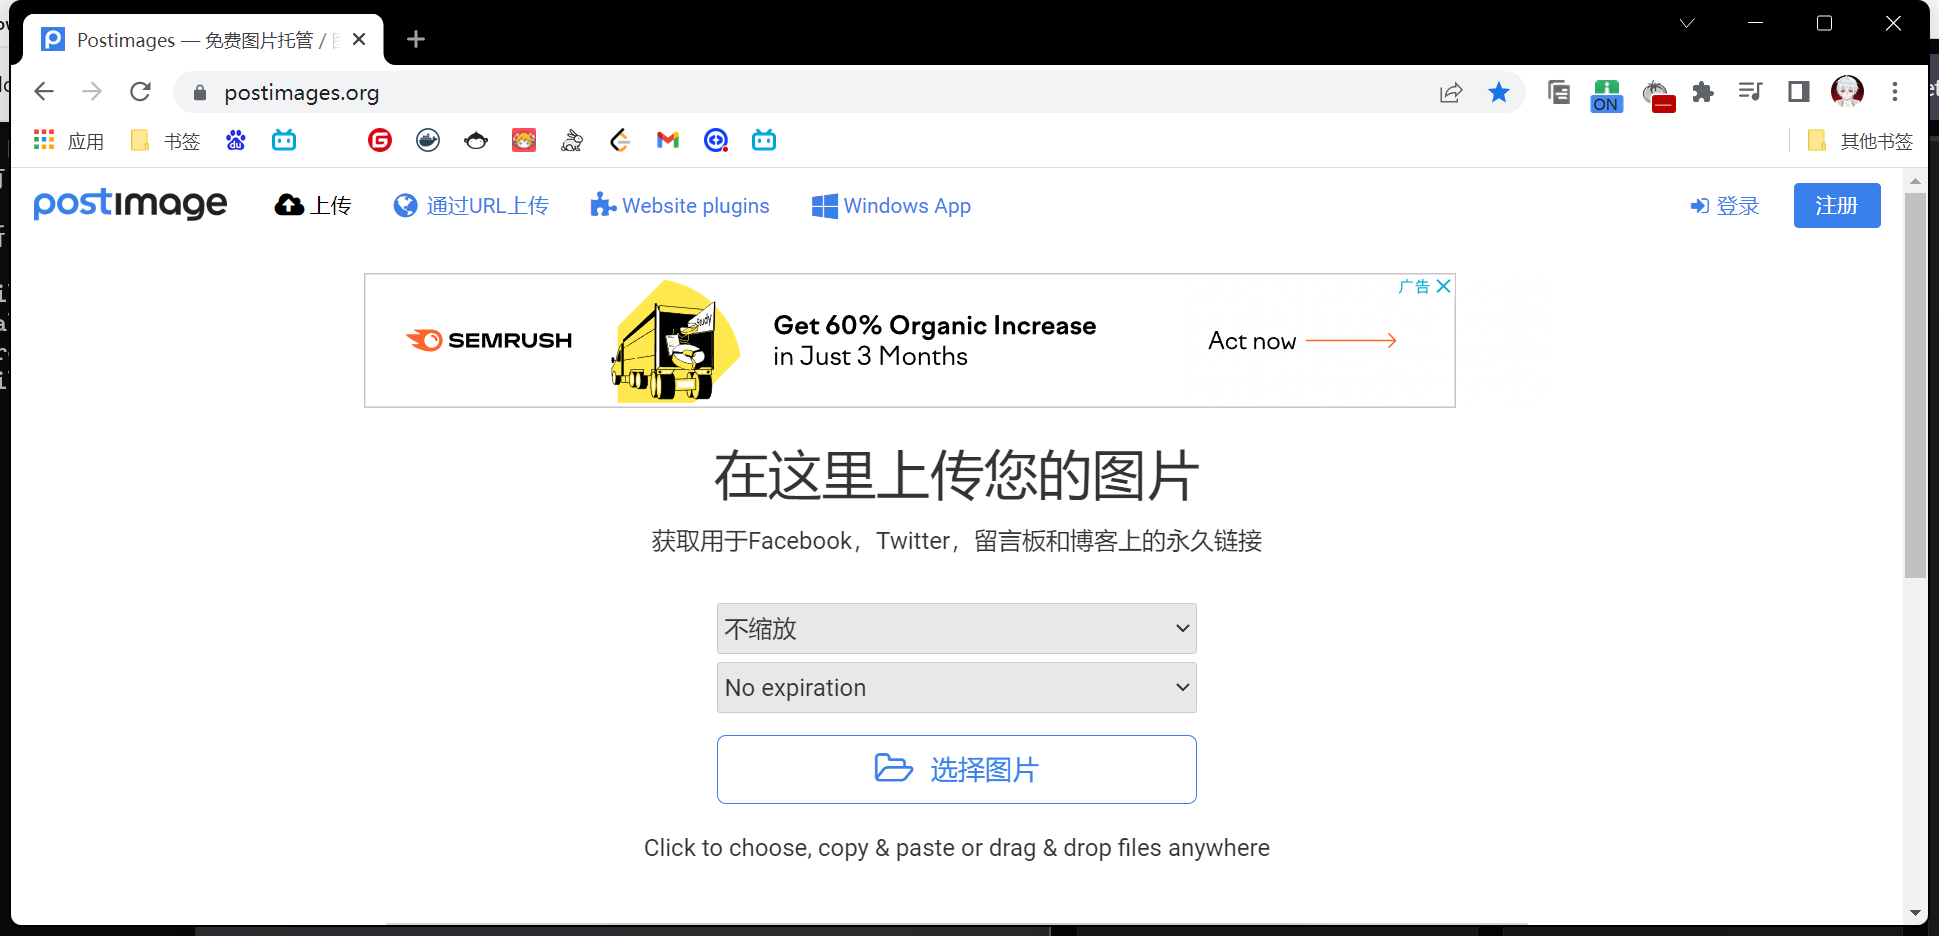 Postimages — 免费图片托管 /
postimages.org
ON
应用
书签
其他书签
postimage
上传
通过URL上传
Website plugins
Windows App
登录
注册
广告
SEMRUSH
Study
Get 60% Organic Increase
in Just 3 Months
Act now
在这里上传您的图片
获取用于Facebook，Twitter，留言板和博客上的永久链接
不缩放
No expiration
选择图片
Click to choose, copy & paste or drag & drop files anywhere